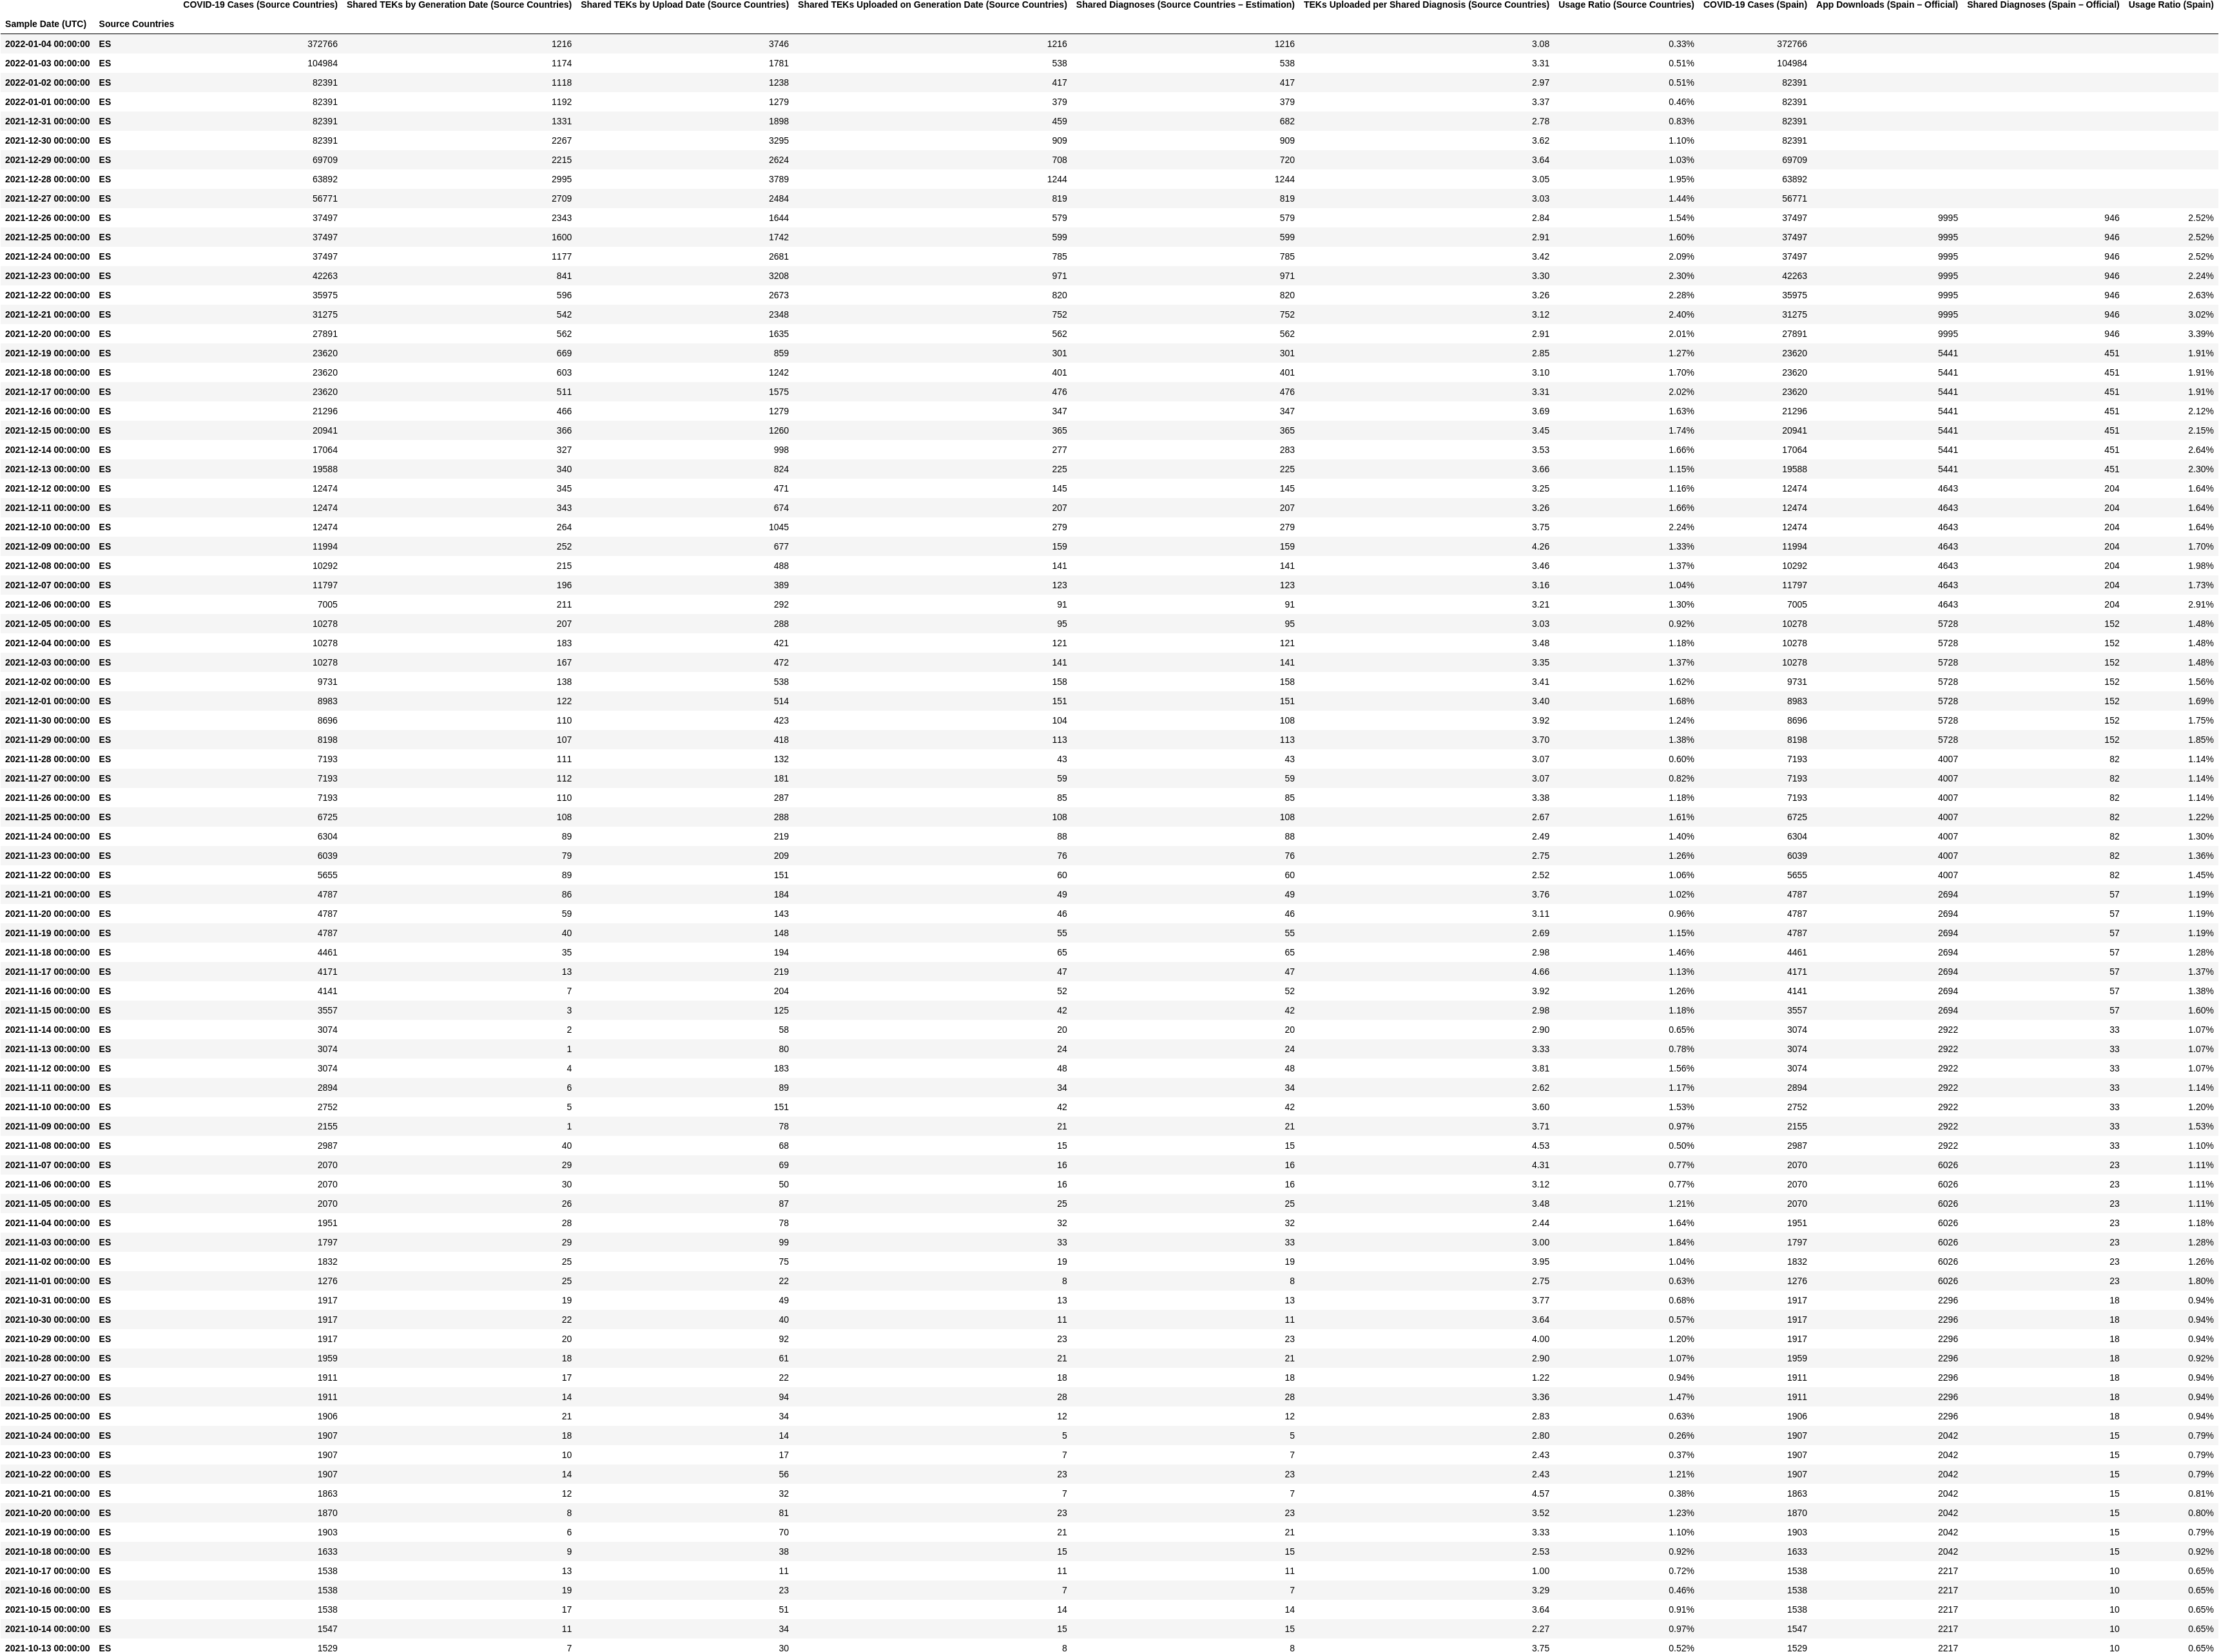 COVID-19 Cases (Source Countries) Shared TEKs by Generation Date (Source Countries) Shared TEKs by Upload Date (Source Countries) Shared TEKs Uploaded on Generation Date (Source Countries) Shared Diagnoses (Source Countries – Estimation) TEKs Uploaded per Shared Diagnosis (Source Countries) Usage Ratio (Source Countries) COVID-19 Cases (Spain) App Downloads (Spain – Official) Shared Diagnoses (Spain – Official) Usage Ratio (Spain)
Sample Date (UTC) Source Countries
2022-01-04 00:00:00 ES 372766 1216 3746 1216 1216 3.08 0.33% 372766
2022-01-03 00:00:00 ES 104984 1174 1781 538 538 3.31 0.51% 104984
2022-01-02 00:00:00 ES 82391 1118 1238 417 417 2.97 0.51% 82391
2022-01-01 00:00:00 ES 82391 1192 1279 379 379 3.37 0.46% 82391
2021-12-31 00:00:00 ES 82391 1331 1898 459 682 2.78 0.83% 82391
2021-12-30 00:00:00 ES 82391 2267 3295 909 909 3.62 1.10% 82391
2021-12-29 00:00:00 ES 69709 2215 2624 708 720 3.64 1.03% 69709
2021-12-28 00:00:00 ES 63892 2995 3789 1244 1244 3.05 1.95% 63892
2021-12-27 00:00:00 ES 56771 2709 2484 819 819 3.03 1.44% 56771
2021-12-26 00:00:00 ES 37497 2343 1644 579 579 2.84 1.54% 37497 9995 946 2.52%
2021-12-25 00:00:00 ES 37497 1600 1742 599 599 2.91 1.60% 37497 9995 946 2.52%
2021-12-24 00:00:00 ES 37497 1177 2681 785 785 3.42 2.09% 37497 9995 946 2.52%
2021-12-23 00:00:00 ES 42263 841 3208 971 971 3.30 2.30% 42263 9995 946 2.24%
2021-12-22 00:00:00 ES 35975 596 2673 820 820 3.26 2.28% 35975 9995 946 2.63%
2021-12-21 00:00:00 ES 31275 542 2348 752 752 3.12 2.40% 31275 9995 946 3.02%
2021-12-20 00:00:00 ES 27891 562 1635 562 562 2.91 2.01% 27891 9995 946 3.39%
2021-12-19 00:00:00 ES 23620 669 859 301 301 2.85 1.27% 23620 5441 451 1.91%
2021-12-18 00:00:00 ES 23620 603 1242 401 401 3.10 1.70% 23620 5441 451 1.91%
2021-12-17 00:00:00 ES 23620 511 1575 476 476 3.31 2.02% 23620 5441 451 1.91%
2021-12-16 00:00:00 ES 21296 466 1279 347 347 3.69 1.63% 21296 5441 451 2.12%
2021-12-15 00:00:00 ES 20941 366 1260 365 365 3.45 1.74% 20941 5441 451 2.15%
2021-12-14 00:00:00 ES 17064 327 998 277 283 3.53 1.66% 17064 5441 451 2.64%
2021-12-13 00:00:00 ES 19588 340 824 225 225 3.66 1.15% 19588 5441 451 2.30%
2021-12-12 00:00:00 ES 12474 345 471 145 145 3.25 1.16% 12474 4643 204 1.64%
2021-12-11 00:00:00 ES 12474 343 674 207 207 3.26 1.66% 12474 4643 204 1.64%
2021-12-10 00:00:00 ES 12474 264 1045 279 279 3.75 2.24% 12474 4643 204 1.64%
2021-12-09 00:00:00 ES 11994 252 677 159 159 4.26 1.33% 11994 4643 204 1.70%
2021-12-08 00:00:00 ES 10292 215 488 141 141 3.46 1.37% 10292 4643 204 1.98%
2021-12-07 00:00:00 ES 11797 196 389 123 123 3.16 1.04% 11797 4643 204 1.73%
2021-12-06 00:00:00 ES 7005 211 292 91 91 3.21 1.30% 7005 4643 204 2.91%
2021-12-05 00:00:00 ES 10278 207 288 95 95 3.03 0.92% 10278 5728 152 1.48%
2021-12-04 00:00:00 ES 10278 183 421 121 121 3.48 1.18% 10278 5728 152 1.48%
2021-12-03 00:00:00 ES 10278 167 472 141 141 3.35 1.37% 10278 5728 152 1.48%
2021-12-02 00:00:00 ES 9731 138 538 158 158 3.41 1.62% 9731 5728 152 1.56%
2021-12-01 00:00:00 ES 8983 122 514 151 151 3.40 1.68% 8983 5728 152 1.69%
2021-11-30 00:00:00 ES 8696 110 423 104 108 3.92 1.24% 8696 5728 152 1.75%
2021-11-29 00:00:00 ES 8198 107 418 113 113 3.70 1.38% 8198 5728 152 1.85%
2021-11-28 00:00:00 ES 7193 111 132 43 43 3.07 0.60% 7193 4007 82 1.14%
2021-11-27 00:00:00 ES 7193 112 181 59 59 3.07 0.82% 7193 4007 82 1.14%
2021-11-26 00:00:00 ES 7193 110 287 85 85 3.38 1.18% 7193 4007 82 1.14%
2021-11-25 00:00:00 ES 6725 108 288 108 108 2.67 1.61% 6725 4007 82 1.22%
2021-11-24 00:00:00 ES 6304 89 219 88 88 2.49 1.40% 6304 4007 82 1.30%
2021-11-23 00:00:00 ES 6039 79 209 76 76 2.75 1.26% 6039 4007 82 1.36%
2021-11-22 00:00:00 ES 5655 89 151 60 60 2.52 1.06% 5655 4007 82 1.45%
2021-11-21 00:00:00 ES 4787 86 184 49 49 3.76 1.02% 4787 2694 57 1.19%
2021-11-20 00:00:00 ES 4787 59 143 46 46 3.11 0.96% 4787 2694 57 1.19%
2021-11-19 00:00:00 ES 4787 40 148 55 55 2.69 1.15% 4787 2694 57 1.19%
2021-11-18 00:00:00 ES 4461 35 194 65 65 2.98 1.46% 4461 2694 57 1.28%
2021-11-17 00:00:00 ES 4171 13 219 47 47 4.66 1.13% 4171 2694 57 1.37%
2021-11-16 00:00:00 ES 4141 7 204 52 52 3.92 1.26% 4141 2694 57 1.38%
2021-11-15 00:00:00 ES 3557 3 125 42 42 2.98 1.18% 3557 2694 57 1.60%
2021-11-14 00:00:00 ES 3074 2 58 20 20 2.90 0.65% 3074 2922 33 1.07%
2021-11-13 00:00:00 ES 3074 1 80 24 24 3.33 0.78% 3074 2922 33 1.07%
2021-11-12 00:00:00 ES 3074 4 183 48 48 3.81 1.56% 3074 2922 33 1.07%
2021-11-11 00:00:00 ES 2894 6 89 34 34 2.62 1.17% 2894 2922 33 1.14%
2021-11-10 00:00:00 ES 2752 5 151 42 42 3.60 1.53% 2752 2922 33 1.20%
2021-11-09 00:00:00 ES 2155 1 78 21 21 3.71 0.97% 2155 2922 33 1.53%
2021-11-08 00:00:00 ES 2987 40 68 15 15 4.53 0.50% 2987 2922 33 1.10%
2021-11-07 00:00:00 ES 2070 29 69 16 16 4.31 0.77% 2070 6026 23 1.11%
2021-11-06 00:00:00 ES 2070 30 50 16 16 3.12 0.77% 2070 6026 23 1.11%
2021-11-05 00:00:00 ES 2070 26 87 25 25 3.48 1.21% 2070 6026 23 1.11%
2021-11-04 00:00:00 ES 1951 28 78 32 32 2.44 1.64% 1951 6026 23 1.18%
2021-11-03 00:00:00 ES 1797 29 99 33 33 3.00 1.84% 1797 6026 23 1.28%
2021-11-02 00:00:00 ES 1832 25 75 19 19 3.95 1.04% 1832 6026 23 1.26%
2021-11-01 00:00:00 ES 1276 25 22 8 8 2.75 0.63% 1276 6026 23 1.80%
2021-10-31 00:00:00 ES 1917 19 49 13 13 3.77 0.68% 1917 2296 18 0.94%
2021-10-30 00:00:00 ES 1917 22 40 11 11 3.64 0.57% 1917 2296 18 0.94%
2021-10-29 00:00:00 ES 1917 20 92 23 23 4.00 1.20% 1917 2296 18 0.94%
2021-10-28 00:00:00 ES 1959 18 61 21 21 2.90 1.07% 1959 2296 18 0.92%
2021-10-27 00:00:00 ES 1911 17 22 18 18 1.22 0.94% 1911 2296 18 0.94%
2021-10-26 00:00:00 ES 1911 14 94 28 28 3.36 1.47% 1911 2296 18 0.94%
2021-10-25 00:00:00 ES 1906 21 34 12 12 2.83 0.63% 1906 2296 18 0.94%
2021-10-24 00:00:00 ES 1907 18 14 5 5 2.80 0.26% 1907 2042 15 0.79%
2021-10-23 00:00:00 ES 1907 10 17 7 7 2.43 0.37% 1907 2042 15 0.79%
2021-10-22 00:00:00 ES 1907 14 56 23 23 2.43 1.21% 1907 2042 15 0.79%
2021-10-21 00:00:00 ES 1863 12 32 7 7 4.57 0.38% 1863 2042 15 0.81%
2021-10-20 00:00:00 ES 1870 8 81 23 23 3.52 1.23% 1870 2042 15 0.80%
2021-10-19 00:00:00 ES 1903 6 70 21 21 3.33 1.10% 1903 2042 15 0.79%
2021-10-18 00:00:00 ES 1633 9 38 15 15 2.53 0.92% 1633 2042 15 0.92%
2021-10-17 00:00:00 ES 1538 13 11 11 11 1.00 0.72% 1538 2217 10 0.65%
2021-10-16 00:00:00 ES 1538 19 23 7 7 3.29 0.46% 1538 2217 10 0.65%
2021-10-15 00:00:00 ES 1538 17 51 14 14 3.64 0.91% 1538 2217 10 0.65%
2021-10-14 00:00:00 ES 1547 11 34 15 15 2.27 0.97% 1547 2217 10 0.65%
2021-10-13 00:00:00 ES 1529 7 30 8 8 3.75 0.52% 1529 2217 10 0.65%